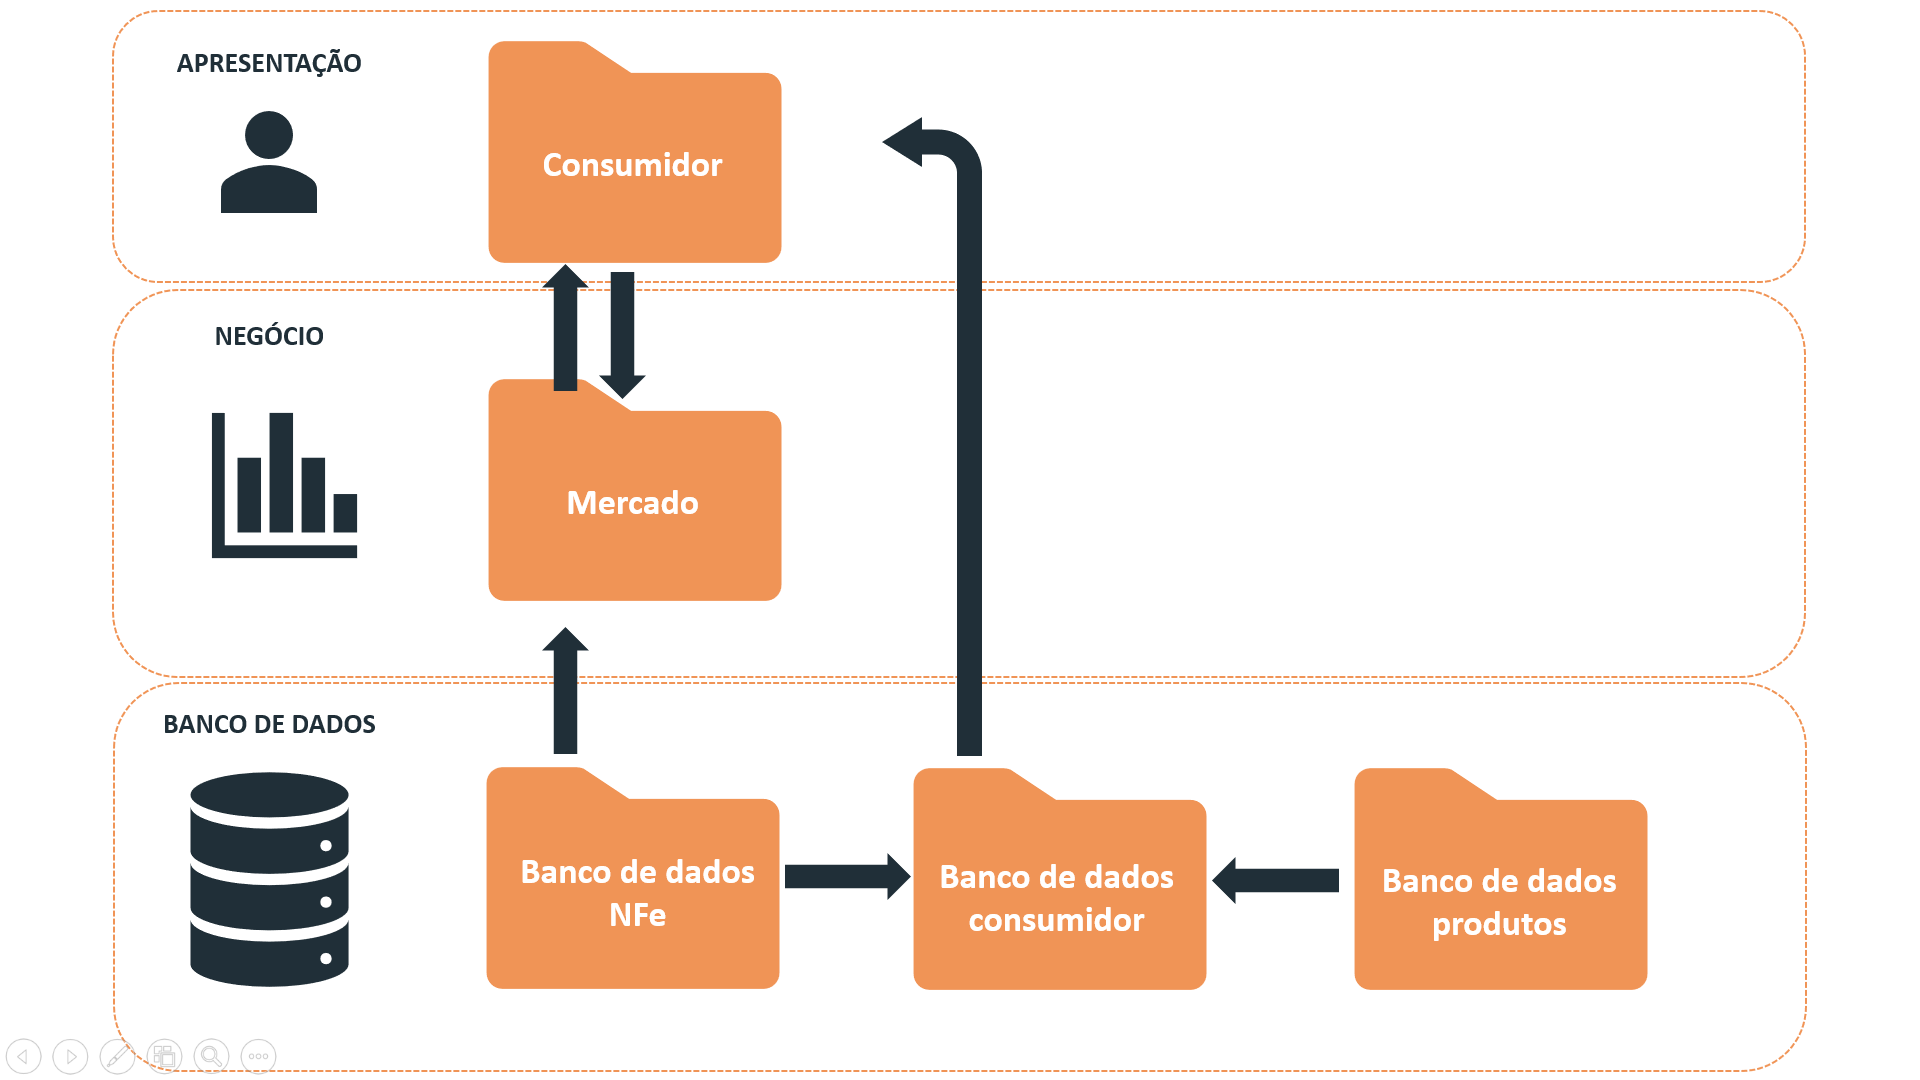 APRESENTAÇÃO
Consumidor
NEGÓCIO
Mercado
BANCO DE DADOS
Banco de dados
NFe
Banco de dados
consumidor
Banco de dados
produtos